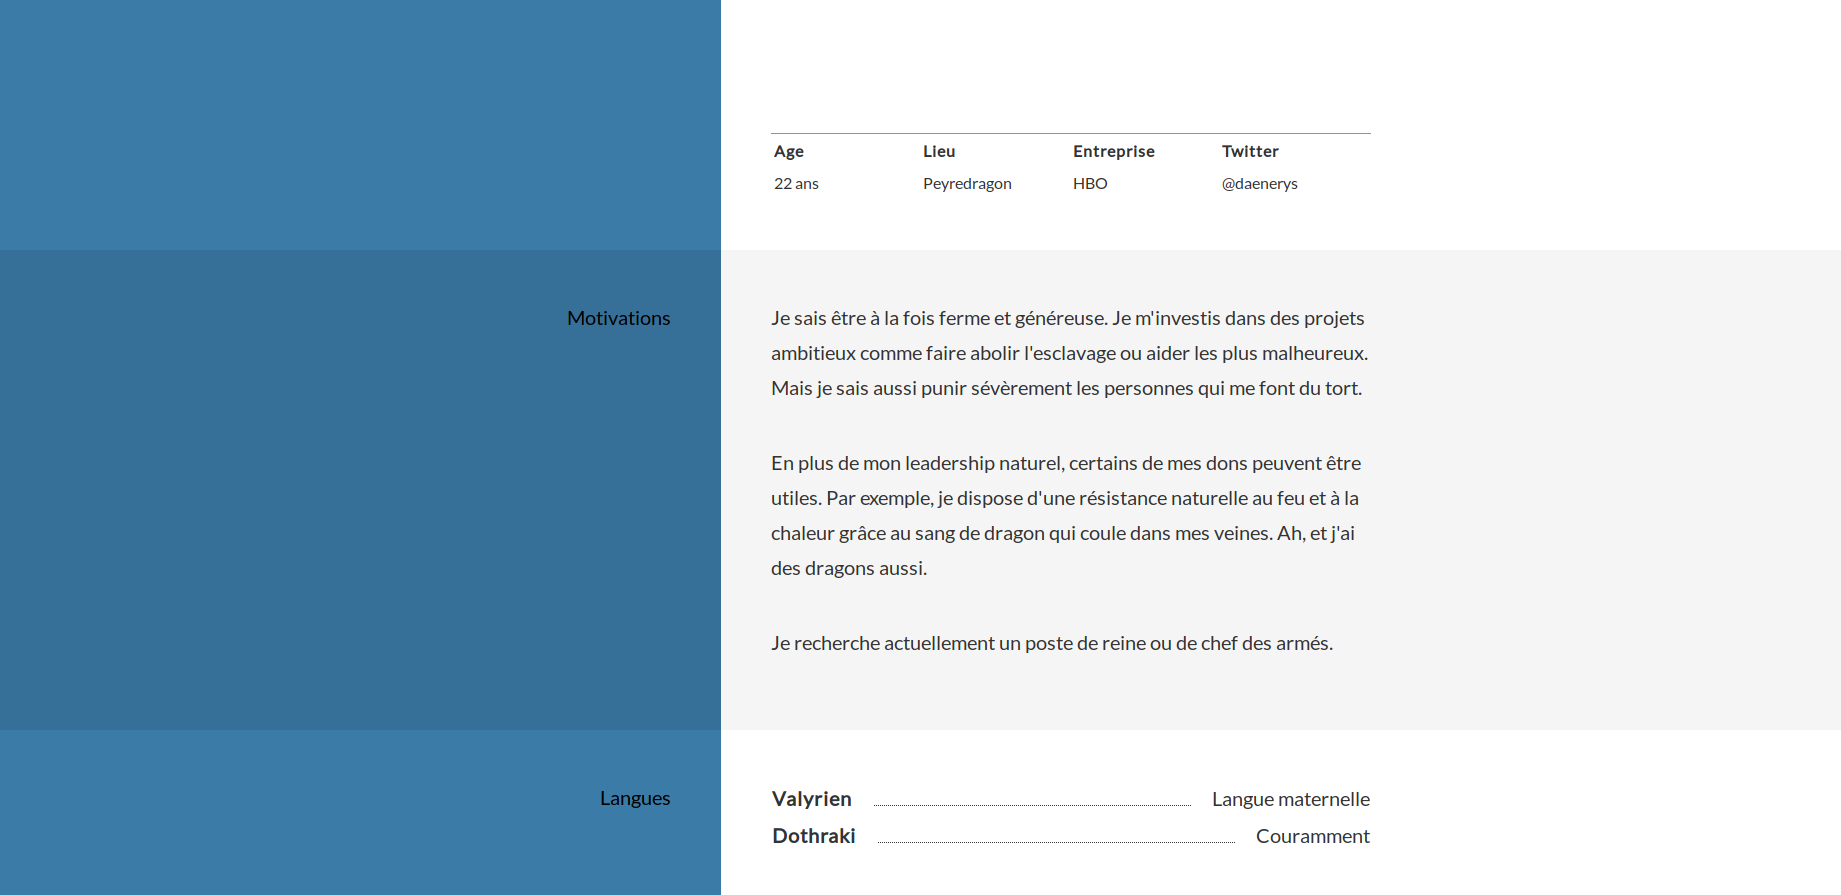 Age Lieu Entreprise Twitter
22 ans Peyredragon HBO @daenerys
Motivations
Je sais être à la fois ferme et généreuse. Je m'investis dans des projets
ambitieux comme faire abolir l'esclavage ou aider les plus malheureux.
Mais je sais aussi punir sévèrement les personnes qui me font du tort.
En plus de mon leadership naturel, certains de mes dons peuvent être
utiles. Par exemple, je dispose d'une résistance naturelle au feu et à la
chaleur grâce au sang de dragon qui coule dans mes veines. Ah, et j'ai
des dragons aussi.
Je recherche actuellement un poste de reine ou de chef des armés.
Langues
Valyrien Langue maternelle
Dothraki Couramment